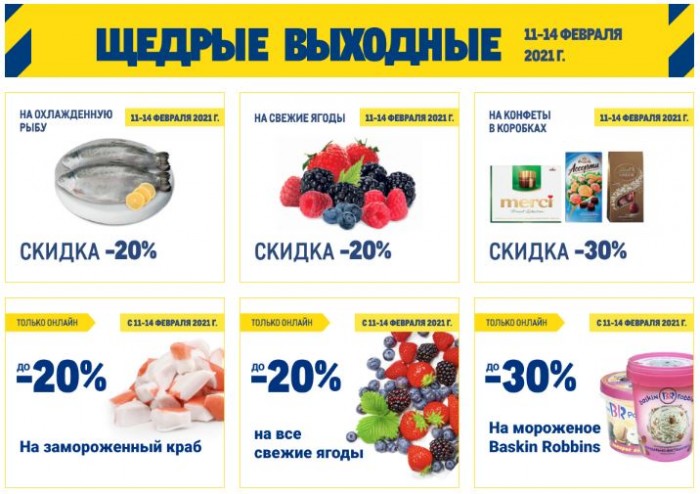 ЩЕДРЫЕ ВЫХОДНЫЕ
11-14 ФЕВРАЛЯ
2021 Г.
НА ОХЛАЖДЕННУЮ
РЫБУ
11-14 ФЕВРАЛЯ 2021 Г.
СКИДКА -20%
НА СВЕЖИЕ ЯГОДЫ
11-14 ФЕВРАЛЯ 2021 Г.
СКИДКА -20%
НА КОНФЕТЫ
В КОРОБКАХ
11-14 ФЕВРАЛЯ 2021 Г.
merci
Ассорти
СКИДКА -30%
ТОЛЬКО ОНЛАЙН
С 11-14 ФЕВРАЛЯ 2021 Г.
ДО
-20%
На замороженный краб
ТОЛЬКО ОНЛАЙН
С 11-14 ФЕВРАЛЯ 2021 Г.
ДО
-20%
на все
свежие ягоды
ТОЛЬКО ОНЛАЙН
С 11-14 ФЕВРАЛЯ 2021 Г.
ДО
-30%
На мороженое
Baskin Robbins